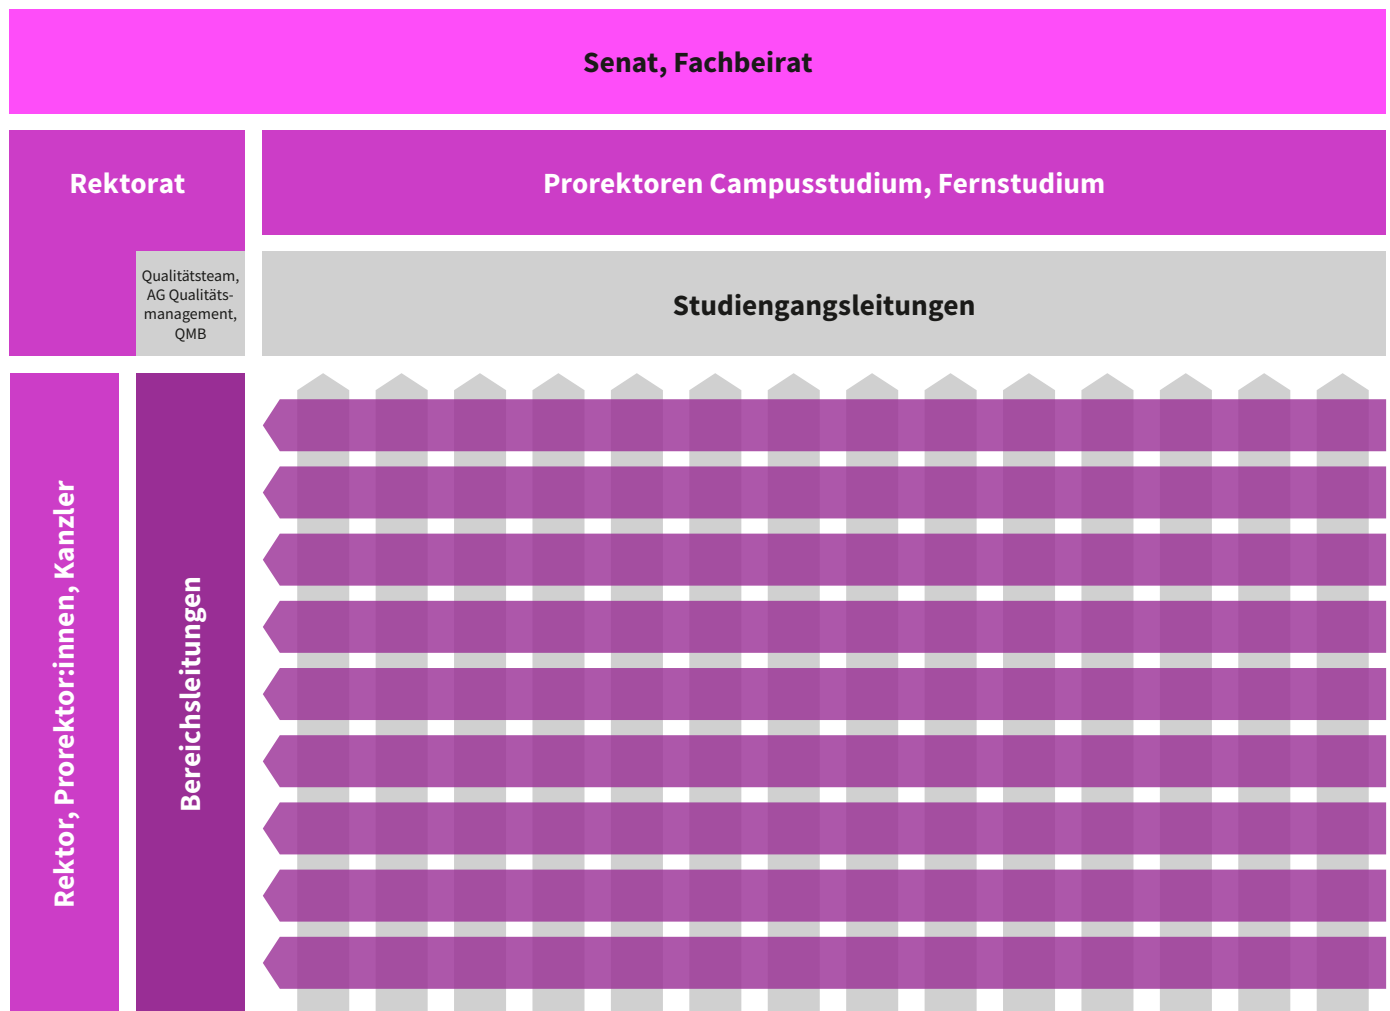 Senat, Fachbeirat
Rektorat
Prorektoren Campusstudium, Fernstudium
Qualitätsteam,
AG Qualitäts-
management,
QMB
Studiengangsleitungen
Rektor, Prorektor:innen, Kanzler
Bereichsleitungen